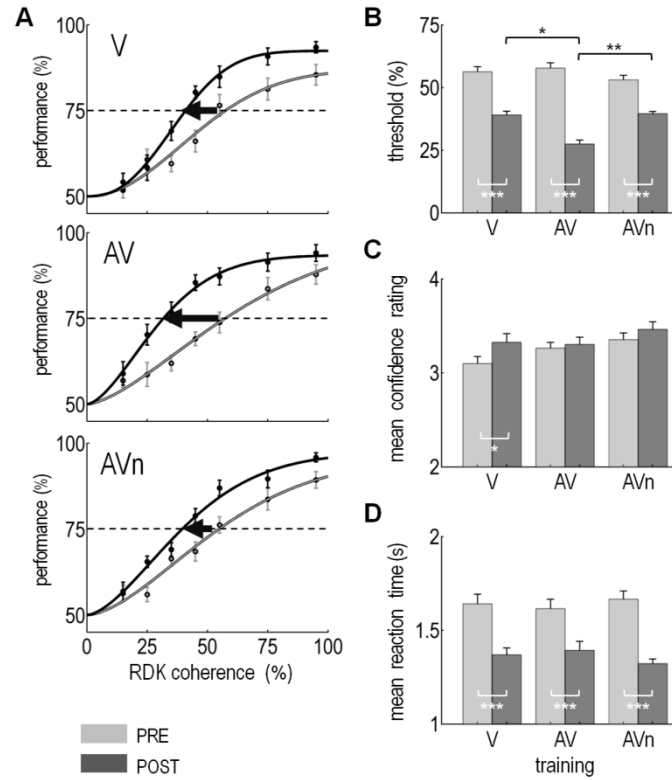 A
V
100
75
50
performance (%)
AV
100
75
50
performance (%)
AVn
100
75
50
performance (%)
0 25 50 75 100
RDK coherence (%)
PRE
POST
B
75
50
25
0
threshold (%)
* **
*** *** ***
V AV AVn
C
4
3
2
mean confidence rating
*
V AV AVn
D
2
1.5
1
mean reaction time (s)
*** *** ***
V AV AVn
training